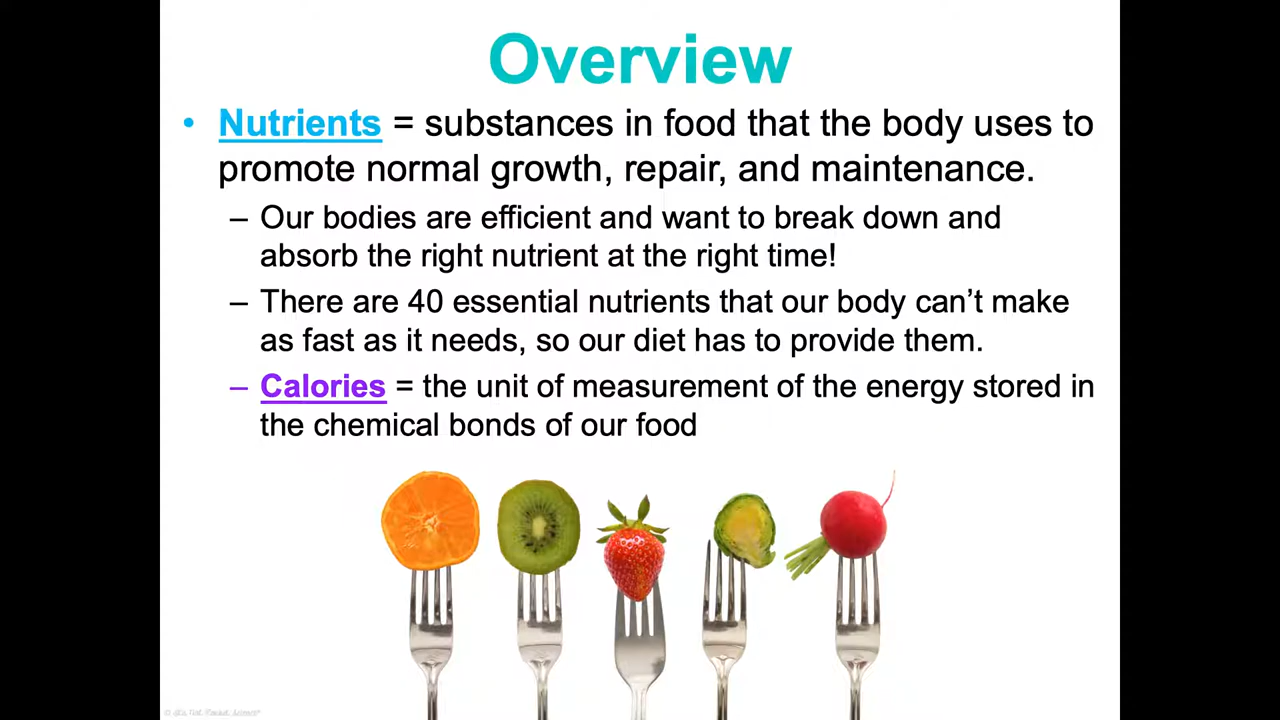 Overview
• Nutrients = substances in food that the body uses to
promote normal growth, repair, and maintenance.
– Our bodies are efficient and want to break down and
absorb the right nutrient at the right time!
– There are 40 essential nutrients that our body can’t make
as fast as it needs, so our diet has to provide them.
– Calories = the unit of measurement of the energy stored in
the chemical bonds of our food